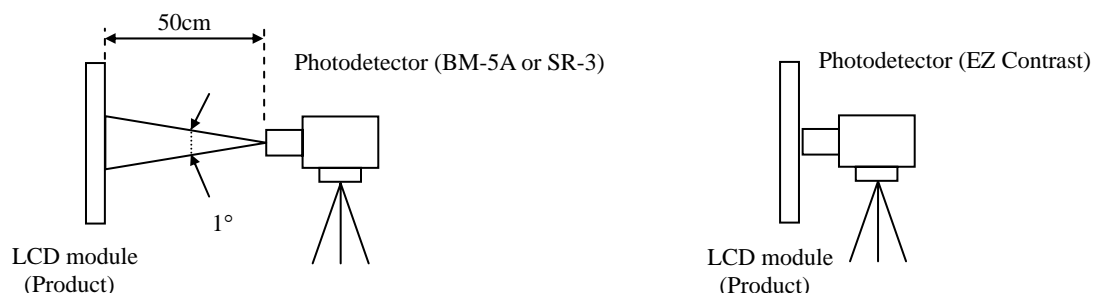 50cm
Photodetector (BM-5A or SR-3)
1°
LCD module
(Product)
Photodetector (EZ Contrast)
LCD module
(Product)